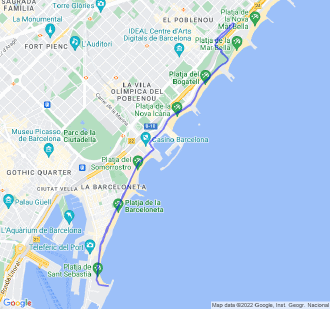 SAGRADA
FAMÍLIA
Torre Glòries
La Monumental
EL POBLENOU
FORT PIENC
L'Auditori
IDEAL Centre d'Arts
Digitals de Barcelona
Platja de
la Nova
Mar Bella
Platja de la
Mar Bella
LA VILA
OLÍMPICA DEL
POBLENOU
Platja del
Bogatell
Platja de la
Nova Icària
Museu Picasso
de Barcelona
Parc de la
Ciutadella
B-10
Casino Barcelona
Platja del
Somorrostro
GOTHIC QUARTER
CIUTAT VELLA
LA BARCELONETA
Palau Güell
Platja de la
Barceloneta
L'Aquàrium de Barcelona
Telefèric del Port
Platja de
Sant Sebastià
Ronda Litoral
Google
Map data ©2022 Google, Inst. Geogr. Nacional